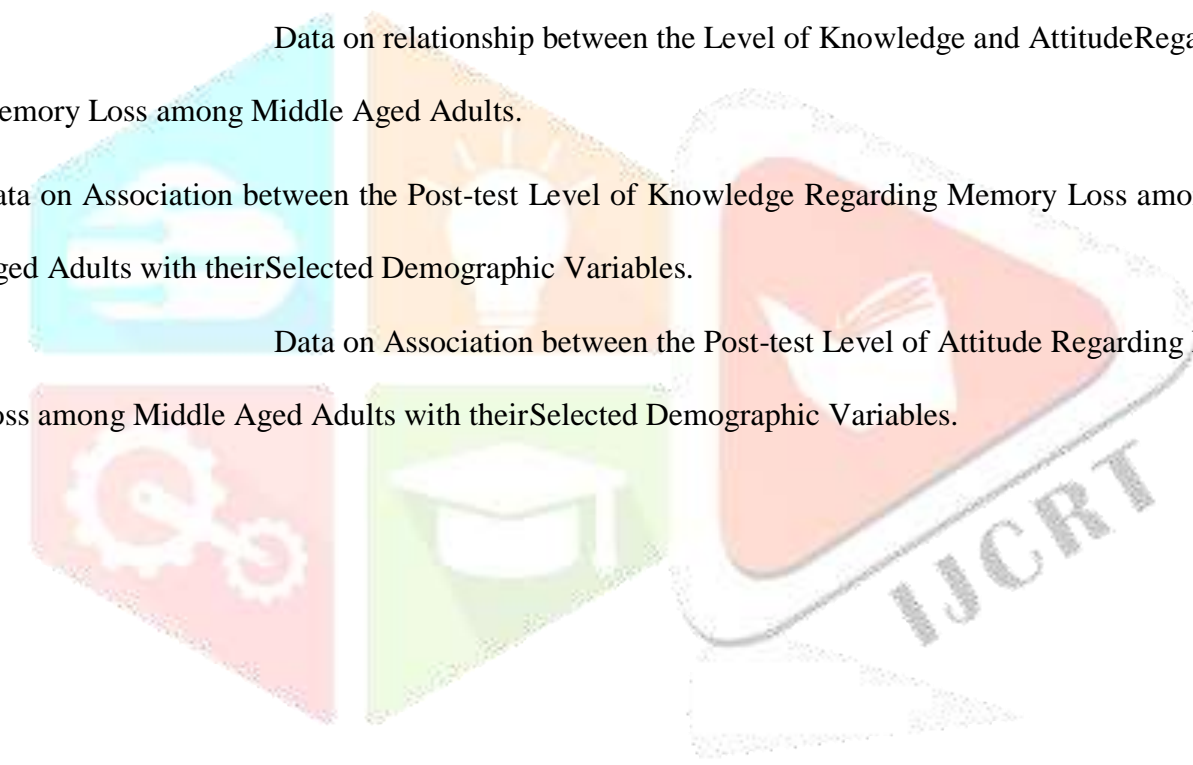 Data on relationship between the Level of Knowledge and AttitudeRega
emory Loss among Middle Aged Adults.
ata on Association between the Post-test Level of Knowledge Regarding Memory Loss amo
ged Adults with theirSelected Demographic Variables.
Data on Association between the Post-test Level of Attitude Regarding
oss among Middle Aged Adults with theirSelected Demographic Variables.
IJCRT